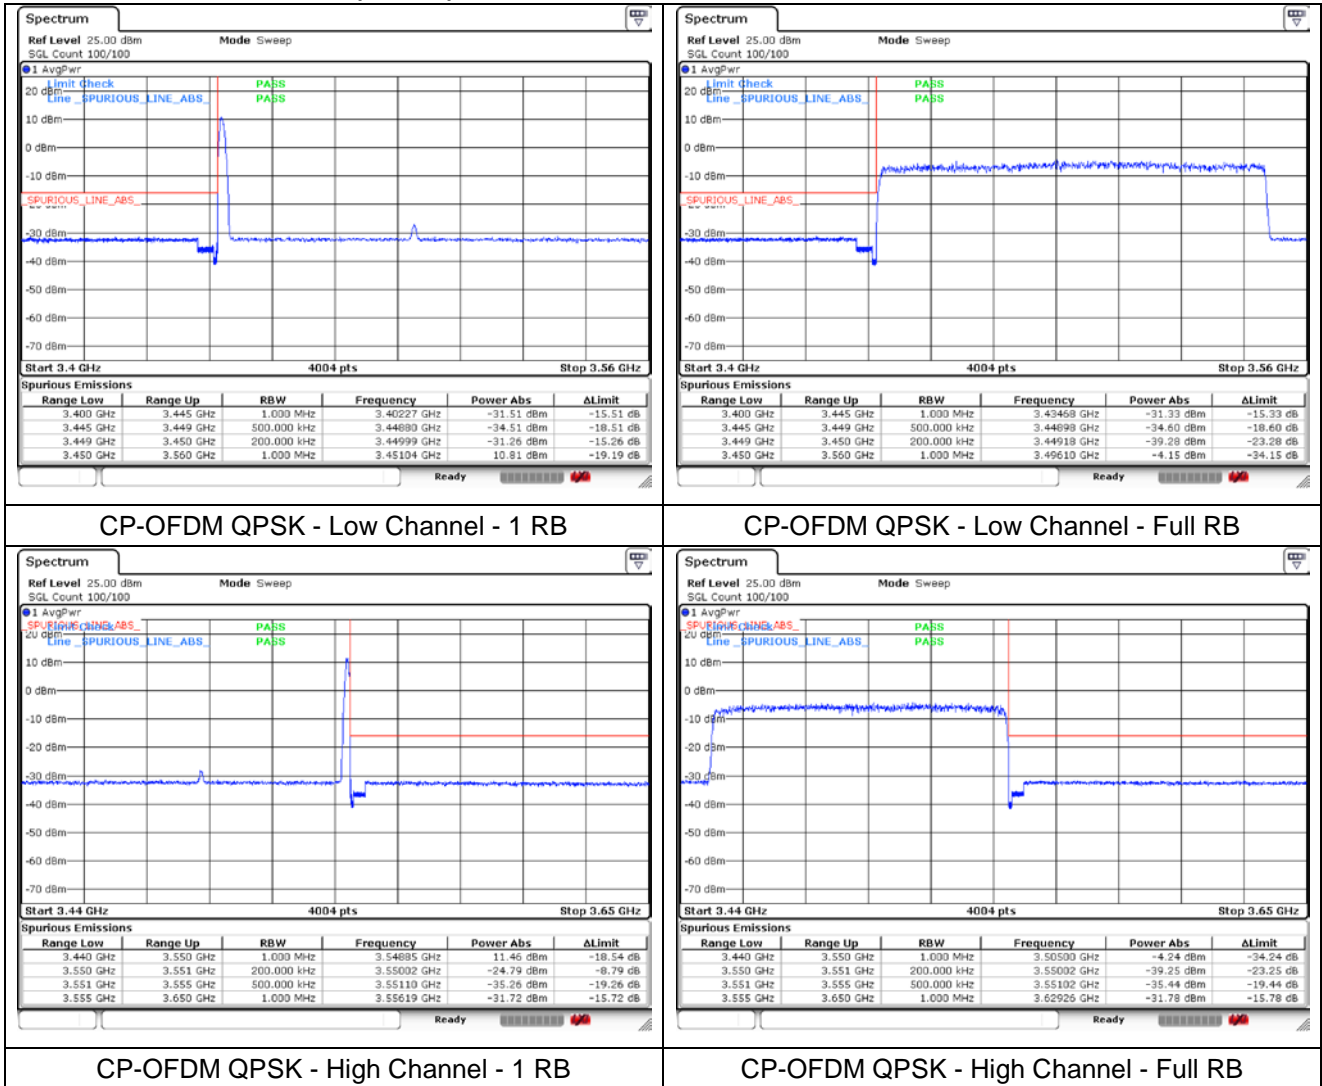 Spectrum
Ref Level 25.00 dBm Mode Sweep
SGL Count 100/100
1 AvgPwr
Limit Check PASS
Line _SPURIOUS_LINE_ABS_ PASS
20 dBm
10 dBm
0 dBm
-10 dBm
_SPURIOUS_LINE_ABS_
-20 dBm
-30 dBm
-40 dBm
-50 dBm
-60 dBm
-70 dBm
Start 3.4 GHz 4004 pts Stop 3.56 GHz
Spurious Emissions
Range Low Range Up RBW Frequency Power Abs ΔLimit
3.400 GHz 3.445 GHz 1.000 MHz 3.40227 GHz -31.51 dBm -15.51 dB
3.445 GHz 3.449 GHz 500.000 kHz 3.44880 GHz -34.51 dBm -18.51 dB
3.449 GHz 3.450 GHz 200.000 kHz 3.44999 GHz -31.26 dBm -15.26 dB
3.450 GHz 3.560 GHz 1.000 MHz 3.45104 GHz 10.81 dBm -19.19 dB
Ready
CP-OFDM QPSK - Low Channel - 1 RB
Spectrum
Ref Level 25.00 dBm Mode Sweep
SGL Count 100/100
1 AvgPwr
Limit Check PASS
Line _SPURIOUS_LINE_ABS_ PASS
20 dBm
10 dBm
0 dBm
-10 dBm
_SPURIOUS_LINE_ABS_
-20 dBm
-30 dBm
-40 dBm
-50 dBm
-60 dBm
-70 dBm
Start 3.4 GHz 4004 pts Stop 3.56 GHz
Spurious Emissions
Range Low Range Up RBW Frequency Power Abs ΔLimit
3.400 GHz 3.445 GHz 1.000 MHz 3.43468 GHz -31.33 dBm -15.33 dB
3.445 GHz 3.449 GHz 500.000 kHz 3.44898 GHz -34.60 dBm -18.60 dB
3.449 GHz 3.450 GHz 200.000 kHz 3.44918 GHz -39.28 dBm -23.28 dB
3.450 GHz 3.560 GHz 1.000 MHz 3.49610 GHz -4.15 dBm -34.15 dB
Ready
CP-OFDM QPSK - Low Channel - Full RB
Spectrum
Ref Level 25.00 dBm Mode Sweep
SGL Count 100/100
1 AvgPwr
_SPURIOUS_LINE_ABS_
Limit Check PASS
Line _SPURIOUS_LINE_ABS_ PASS
20 dBm
10 dBm
0 dBm
-10 dBm
-20 dBm
-30 dBm
-40 dBm
-50 dBm
-60 dBm
-70 dBm
Start 3.44 GHz 4004 pts Stop 3.65 GHz
Spurious Emissions
Range Low Range Up RBW Frequency Power Abs ΔLimit
3.440 GHz 3.550 GHz 1.000 MHz 3.54885 GHz 11.46 dBm -18.54 dB
3.550 GHz 3.551 GHz 200.000 kHz 3.55002 GHz -24.79 dBm -8.79 dB
3.551 GHz 3.555 GHz 500.000 kHz 3.55110 GHz -35.26 dBm -19.26 dB
3.555 GHz 3.650 GHz 1.000 MHz 3.55619 GHz -31.72 dBm -15.72 dB
Ready
CP-OFDM QPSK - High Channel - 1 RB
Spectrum
Ref Level 25.00 dBm Mode Sweep
SGL Count 100/100
1 AvgPwr
_SPURIOUS_LINE_ABS_
Limit Check PASS
Line _SPURIOUS_LINE_ABS_ PASS
20 dBm
10 dBm
0 dBm
-10 dBm
-20 dBm
-30 dBm
-40 dBm
-50 dBm
-60 dBm
-70 dBm
Start 3.44 GHz 4004 pts Stop 3.65 GHz
Spurious Emissions
Range Low Range Up RBW Frequency Power Abs ΔLimit
3.440 GHz 3.550 GHz 1.000 MHz 3.50500 GHz -4.24 dBm -34.24 dB
3.550 GHz 3.551 GHz 200.000 kHz 3.55002 GHz -39.25 dBm -23.25 dB
3.551 GHz 3.555 GHz 500.000 kHz 3.55102 GHz -35.44 dBm -19.44 dB
3.555 GHz 3.650 GHz 1.000 MHz 3.62926 GHz -31.78 dBm -15.78 dB
Ready
CP-OFDM QPSK - High Channel - Full RB